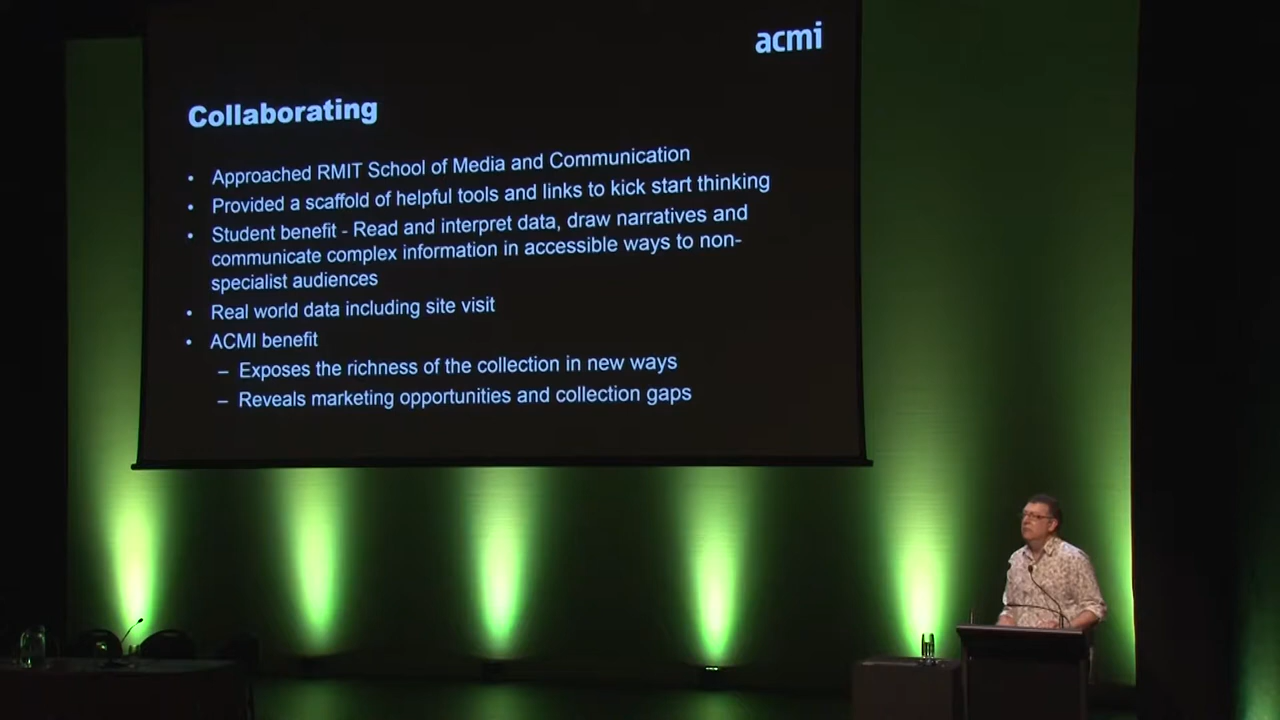 acmi
Collaborating
• Approached RMIT School of Media and Communication
• Provided a scaffold of helpful tools and links to kick start thinking
• Student benefit - Read and interpret data, draw narratives and
communicate complex information in accessible ways to non-
specialist audiences
• Real world data including site visit
• ACMI benefit
– Exposes the richness of the collection in new ways
– Reveals marketing opportunities and collection gaps